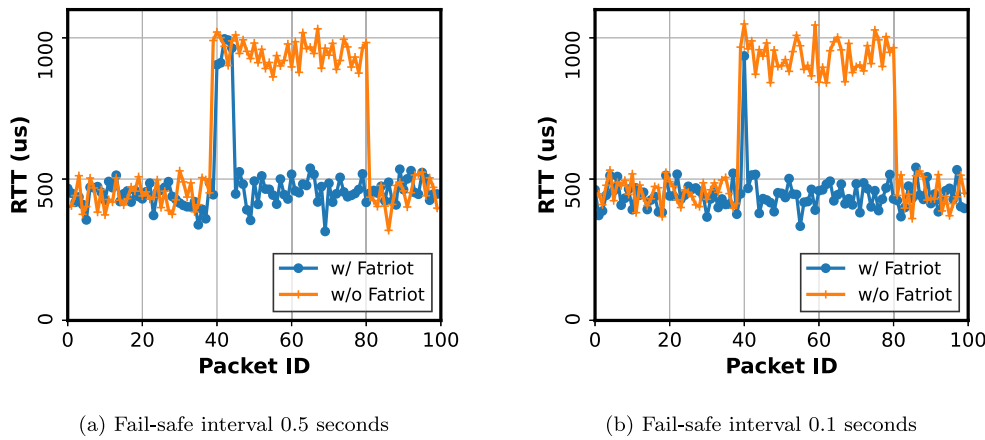 1000
500
0
RTT (us)
w/ Fatriot
w/o Fatriot
0 20 40 60 80 100
Packet ID
(a) Fail-safe interval 0.5 seconds
1000
500
0
RTT (us)
w/ Fatriot
w/o Fatriot
0 20 40 60 80 100
Packet ID
(b) Fail-safe interval 0.1 seconds